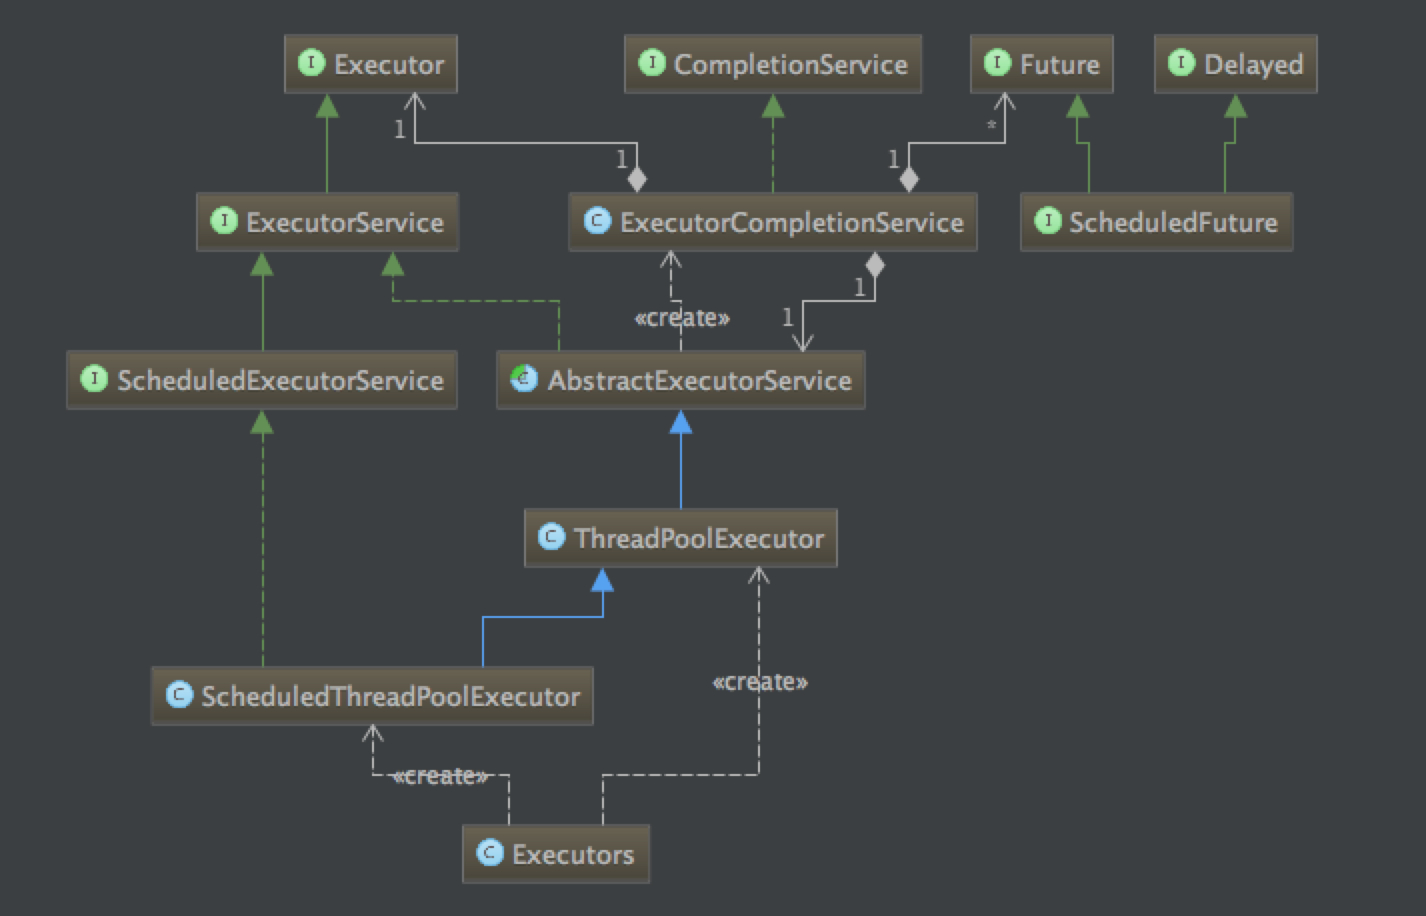 I Executor
I CompletionService
I Future
I Delayed
1
1
1
*
I ExecutorService
C ExecutorCompletionService
I ScheduledFuture
1
«create»
1
I ScheduledExecutorService
C AbstractExecutorService
C ThreadPoolExecutor
«create»
C ScheduledThreadPoolExecutor
«create»
C Executors